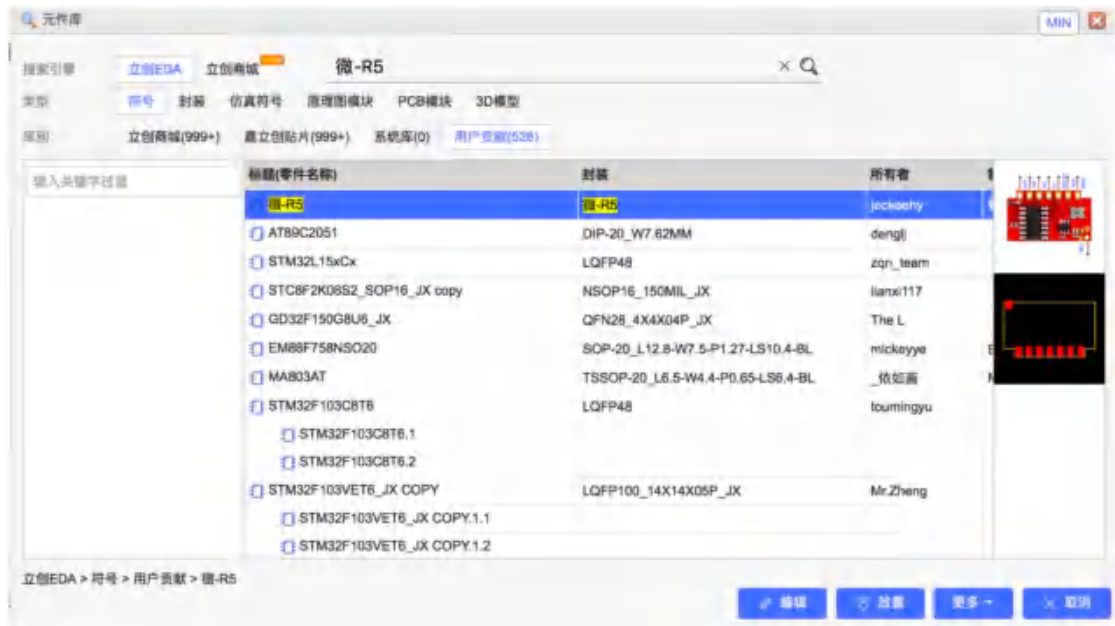 元件库
MIN
搜索引擎 立创EDA 立创商城 微-R5
类型 符号 封装 仿真符号 原理图模块 PCB模块 3D模型
库别 立创商城(999+) 嘉立创贴片(999+) 系统库(0) 用户贡献(528)
输入关键字过滤
标题(零件名称) 封装 所有者
微-R5 微-R5 jeckeehy
AT89C2051 DIP-20_W7.62MM denglj
STM32L15xCx LQFP48 zqn_team
STC8F2K08S2_SOP16_JX copy NSOP16_150MIL_JX lianxi117
GD32F150G8U6_JX QFN28_4X4X04P_JX The L
EM88F758NSO20 SOP-20_L12.8-W7.5-P1.27-LS10.4-BL mickeyye
MA803AT TSSOP-20_L6.5-W4.4-P0.65-LS6.4-BL _依如画
STM32F103C8T6 LQFP48 toumingyu
STM32F103C8T6.1
STM32F103C8T6.2
STM32F103VET6_JX COPY LQFP100_14X14X05P_JX Mr.Zheng
STM32F103VET6_JX COPY.1.1
STM32F103VET6_JX COPY.1.2
立创EDA > 符号 > 用户贡献 > 微-R5
编辑 放置 更多 取消